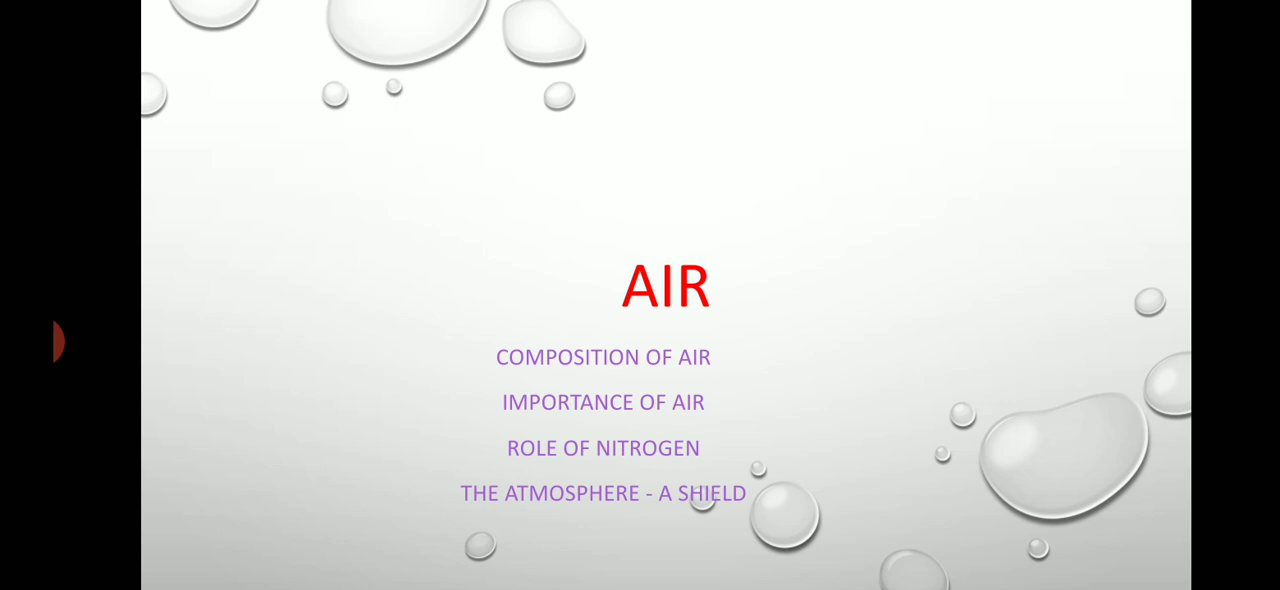 AIR
COMPOSITION OF AIR
IMPORTANCE OF AIR
ROLE OF NITROGEN
THE ATMOSPHERE - A SHIELD